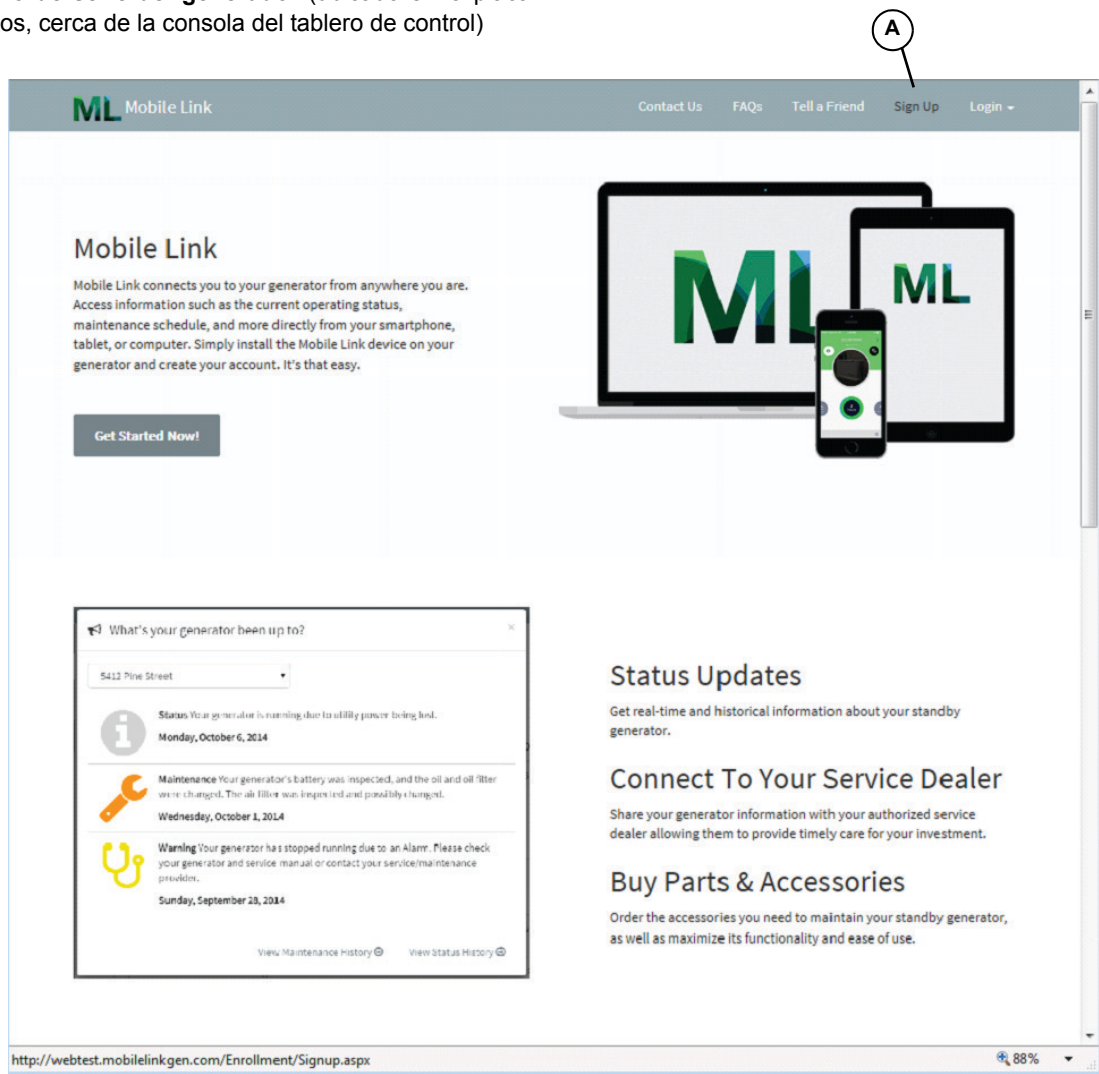 (ubicado en la placa
os, cerca de la consola del tablero de control)
A
ML Mobile Link
Contact Us FAQs Tell a Friend Sign Up Login
ML
ML
Mobile Link
Mobile Link connects you to your generator from anywhere you are.
Access information such as the current operating status,
maintenance schedule, and more directly from your smartphone,
tablet, or computer. Simply install the Mobile Link device on your
generator and create your account. It's that easy.
Get Started Now!
What's your generator been up to?
5412 Pine Street
Status Your generator is running due to utility power being lost.
Monday, October 6, 2014
Maintenance Your generator's battery was inspected, and the oil and oil filter
were changed. The air filter was inspected and possibly changed.
Wednesday, October 1, 2014
Warning Your generator has stopped running due to an Alarm. Please check
your generator and service manual or contact your service/maintenance
provider.
Sunday, September 28, 2014
View Maintenance History View Status History
Status Updates
Get real-time and historical information about your standby
generator.
Connect To Your Service Dealer
Share your generator information with your authorized service
dealer allowing them to provide timely care for your investment.
Buy Parts & Accessories
Order the accessories you need to maintain your standby generator,
as well as maximize its functionality and ease of use.
http://webtest.mobilelinkgen.com/Enrollment/Signup.aspx
88%